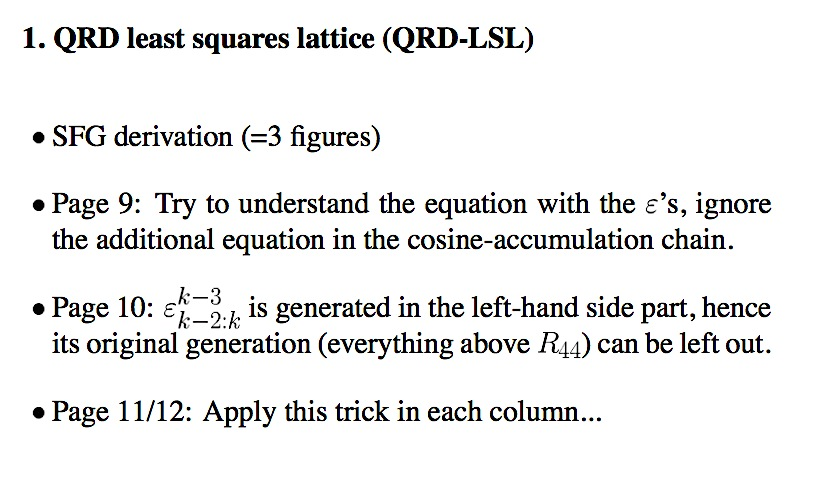 1. QRD least squares lattice (QRD-LSL)
• SFG derivation (=3 figures)
• Page 9: Try to understand the equation with the ε’s, ignore
the additional equation in the cosine-accumulation chain.
• Page 10: ε^{k−3}_{k−2:k} is generated in the left-hand side part, hence
its original generation (everything above R_{44}) can be left out.
• Page 11/12: Apply this trick in each column...